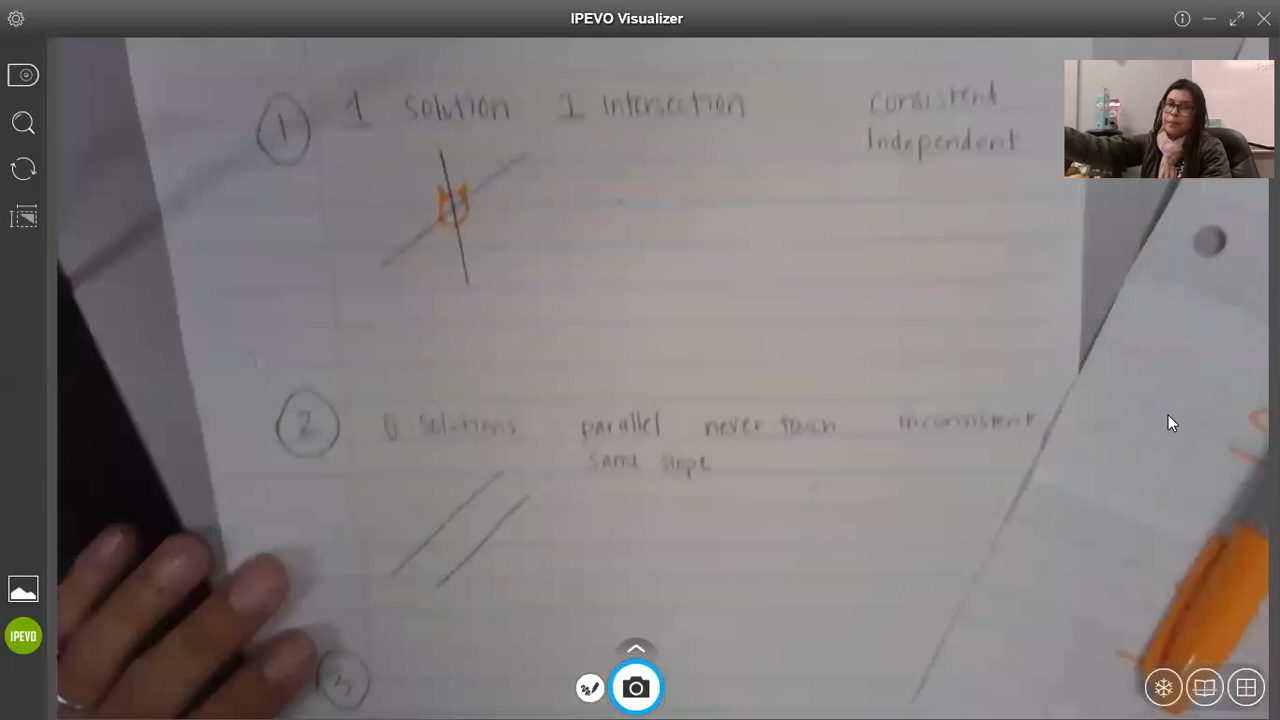 IPEVO Visualizer
1
1 solution 1 intersection consistent
Independent
2
0 solutions parallel never touch inconsistent
same slope
3
IPEVO